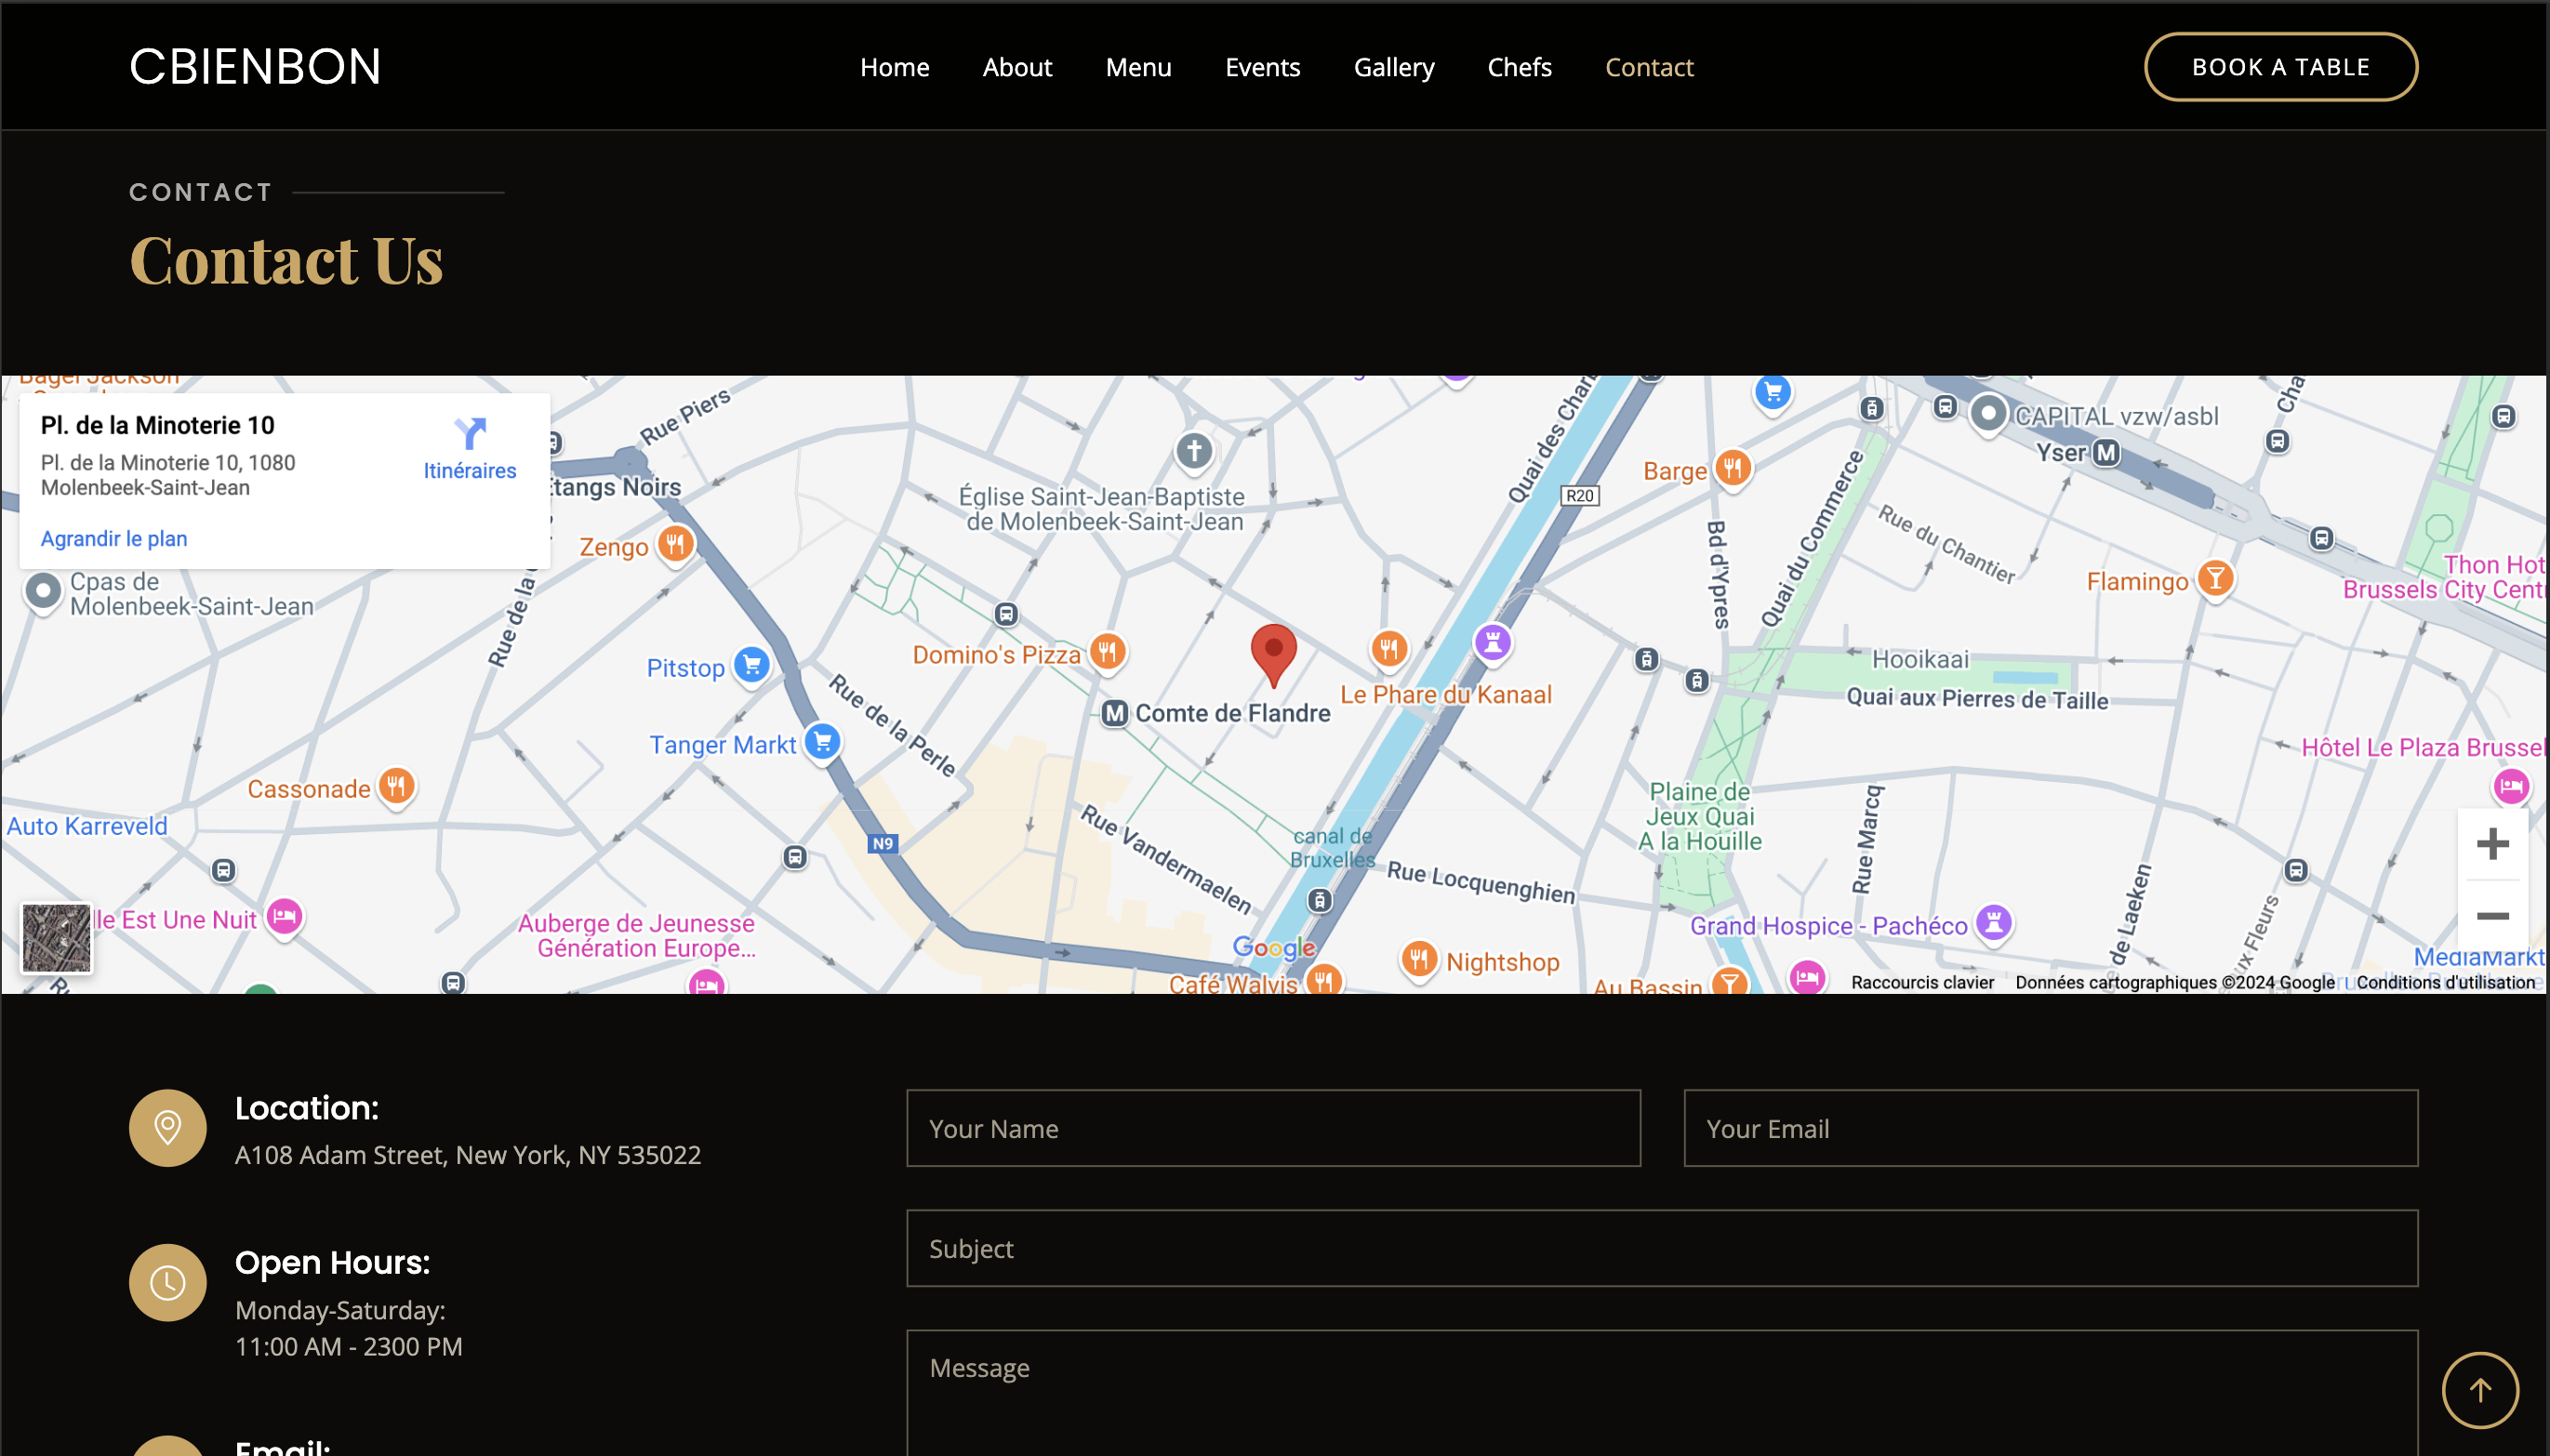 CBIENBON
Home About Menu Events Gallery Chefs Contact
BOOK A TABLE
CONTACT
Contact Us
Bagel Jackson
Pl. de la Minoterie 10
Pl. de la Minoterie 10, 1080
Molenbeek-Saint-Jean
Itinéraires
Agrandir le plan
Rue Piers
Étangs Noirs
Zengo
Cpas de
Molenbeek-Saint-Jean
Rue de la
Église Saint-Jean-Baptiste
de Molenbeek-Saint-Jean
Quai des Char
R20
Barge
CAPITAL vzw/asbl
Yser M
Cha
Bd d'Ypres
Quai du Commerce
Rue du Chantier
Flamingo
Thon Hot
Brussels City Cent
Domino's Pizza
Pitstop
Rue de la Perle
M Comte de Flandre
Le Phare du Kanaal
Hooikaai
Quai aux Pierres de Taille
Tanger Markt
Hôtel Le Plaza Brussel
Cassonade
Auto Karreveld
N9
Rue Vandermaelen
canal de
Bruxelles
Rue Locquenghien
Plaine de
Jeux Quai
A la Houille
Rue Marcq
de Laeken
ux Fleurs
lle Est Une Nuit
Auberge de Jeunesse
Génération Europe...
Google
Café Walvis
Nightshop
Grand Hospice - Pachéco
Au Bassin
MediaMarkt
Raccourcis clavier
Données cartographiques ©2024 Google
Conditions d'utilisation
Location:
A108 Adam Street, New York, NY 535022
Open Hours:
Monday-Saturday:
11:00 AM - 2300 PM
Email:
Your Name
Your Email
Subject
Message